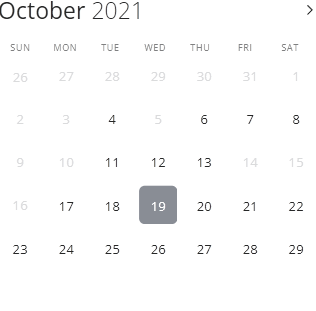 October 2021
SUN MON TUE WED THU FRI SAT
26 27 28 29 30 31 1
2 3 4 5 6 7 8
9 10 11 12 13 14 15
16 17 18 19 20 21 22
23 24 25 26 27 28 29